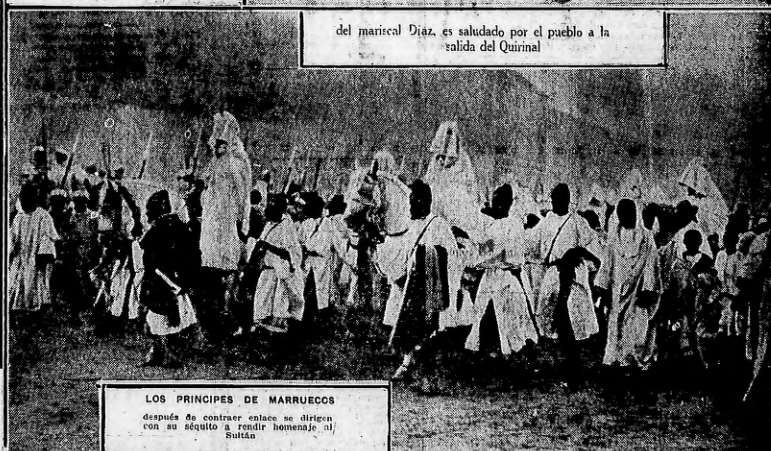 del mariscal Díaz, es saludado por el pueblo a la
salida del Quirinal
LOS PRINCIPES DE MARRUECOS
después de contraer enlace se dirigen
con su séquito a rendir homenaje al
Sultán